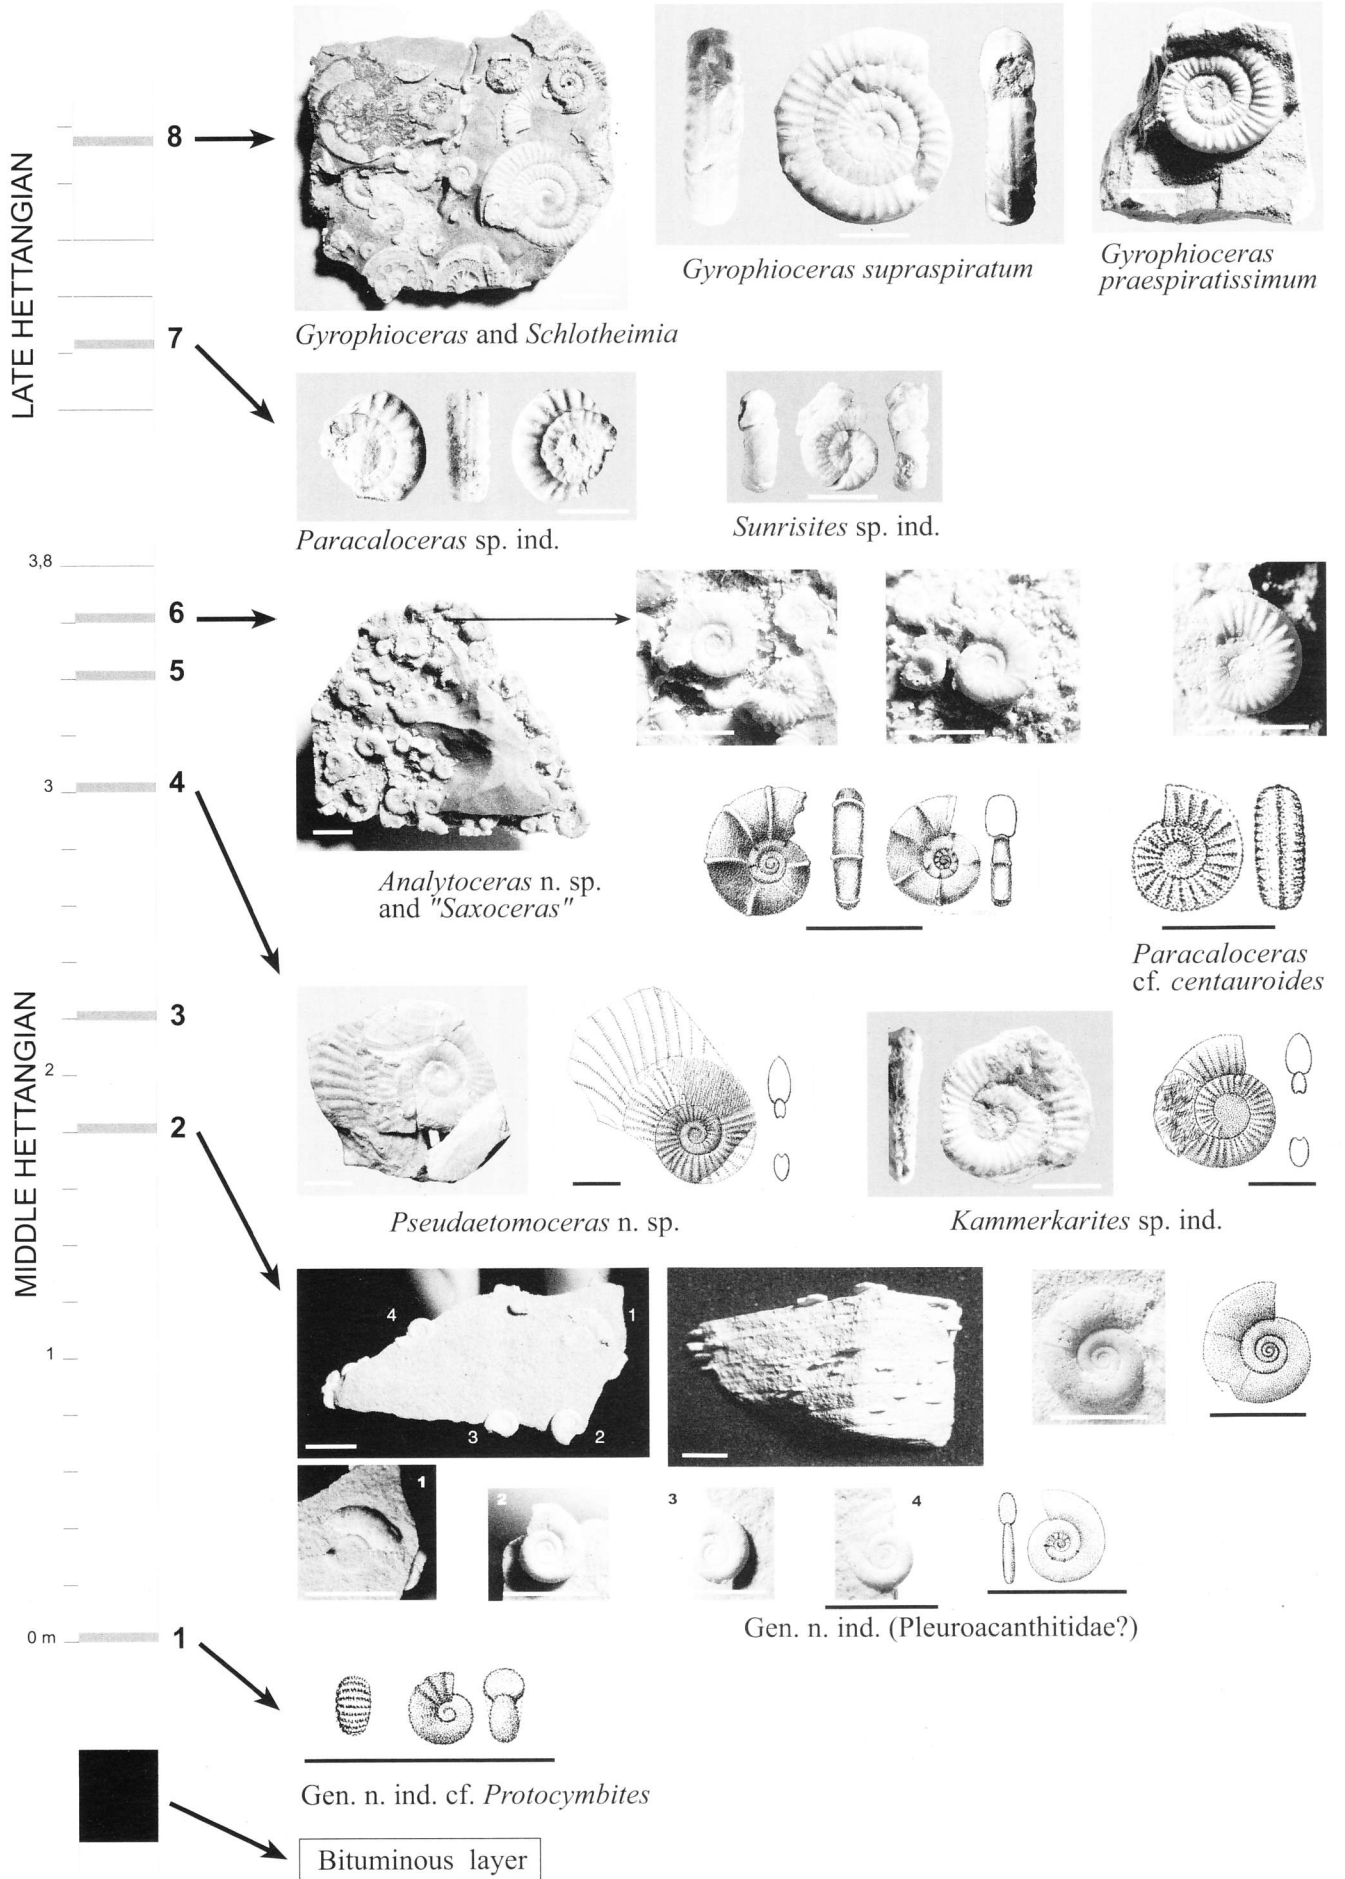 LATE HETTANGIAN
MIDDLE HETTANGIAN
8
Gyrophioceras supraspiratum
Gyrophioceras
praespiratissimum
Gyrophioceras and Schlotheimia
7
Paracaloceras sp. ind.
Sunrisites sp. ind.
3,8
6
5
3
4
Analytoceras n. sp.
and "Saxoceras"
Paracaloceras
cf. centauroides
3
2
2
Pseudaetomoceras n. sp.
Kammerkarites sp. ind.
1
4
1
3
2
1
2
3
4
Gen. n. ind. (Pleuroacanthitidae?)
0 m
1
Gen. n. ind. cf. Protocymbites
Bituminous layer